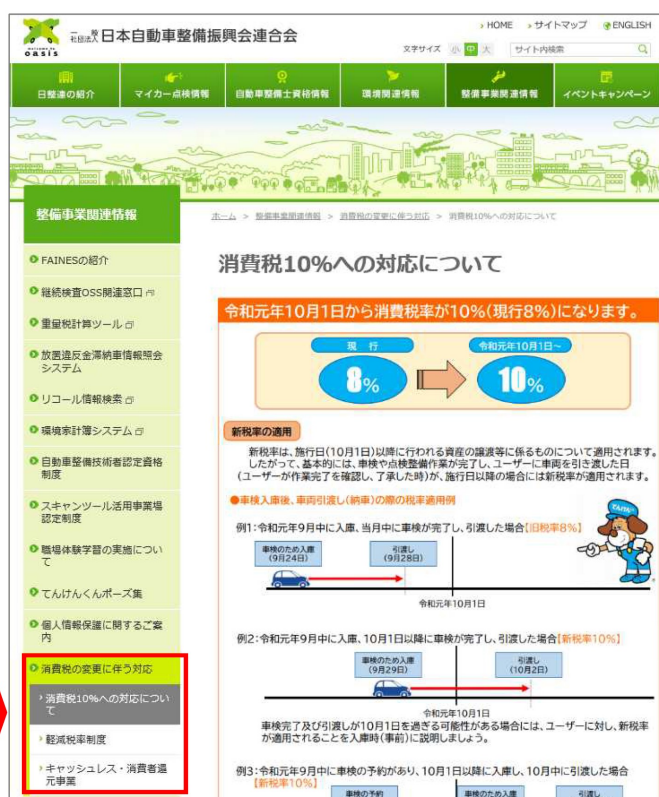 一般社団法人 日本自動車整備振興会連合会
oasis
HOME サイトマップ ENGLISH
文字サイズ 小 中 大 サイト内検索
日整連の紹介 マイカー点検情報 自動車整備士資格情報 環境関連情報 整備事業関連情報 イベントキャンペーン
整備事業関連情報
ホーム > 整備事業関連情報 > 消費税の変更に伴う対応 > 消費税10%への対応について
FAINESの紹介
継続検査OSS関連窓口
重量税計算ツール
放置違反金滞納車情報照会
システム
リコール情報検索
環境家計簿システム
自動車整備技術者認定資格
制度
スキャンツール活用事業場
認定制度
職場体験学習の実施につい
て
てんけんくんポーズ集
個人情報保護に関するご案
内
消費税の変更に伴う対応
消費税10%への対応につい
て
軽減税率制度
キャッシュレス・消費者還
元事業
消費税10%への対応について
令和元年10月1日から消費税率が10%(現行8%)になります。
現 行 令和元年10月1日~
8% 10%
新税率の適用
新税率は、施行日(10月1日)以降に行われる資産の譲渡等に係るものについて適用されます。
したがって、基本的には、車検や点検整備作業が完了し、ユーザーに車両を引き渡した日
(ユーザーが作業完了を確認し、了承した時)が、施行日以降の場合には新税率が適用されます。
●車検入庫後、車両引渡し(納車)の際の税率適用例
例1:令和元年9月中に入庫、当月中に車検が完了し、引渡した場合【旧税率8%】
車検のため入庫 引渡し
(9月24日) (9月28日)
令和元年10月1日
例2:令和元年9月中に入庫、10月1日以降に車検が完了し、引渡した場合【新税率10%】
車検のため入庫 引渡し
(9月29日) (10月2日)
令和元年10月1日
車検完了及び引渡しが10月1日を過ぎる可能性がある場合には、ユーザーに対し、新税率
が適用されることを入庫時(事前)に説明しましょう。
例3:令和元年9月中に車検の予約があり、10月1日以降に入庫し、10月中に引渡した場合
【新税率10%】
車検の予約 車検のため入庫 引渡し